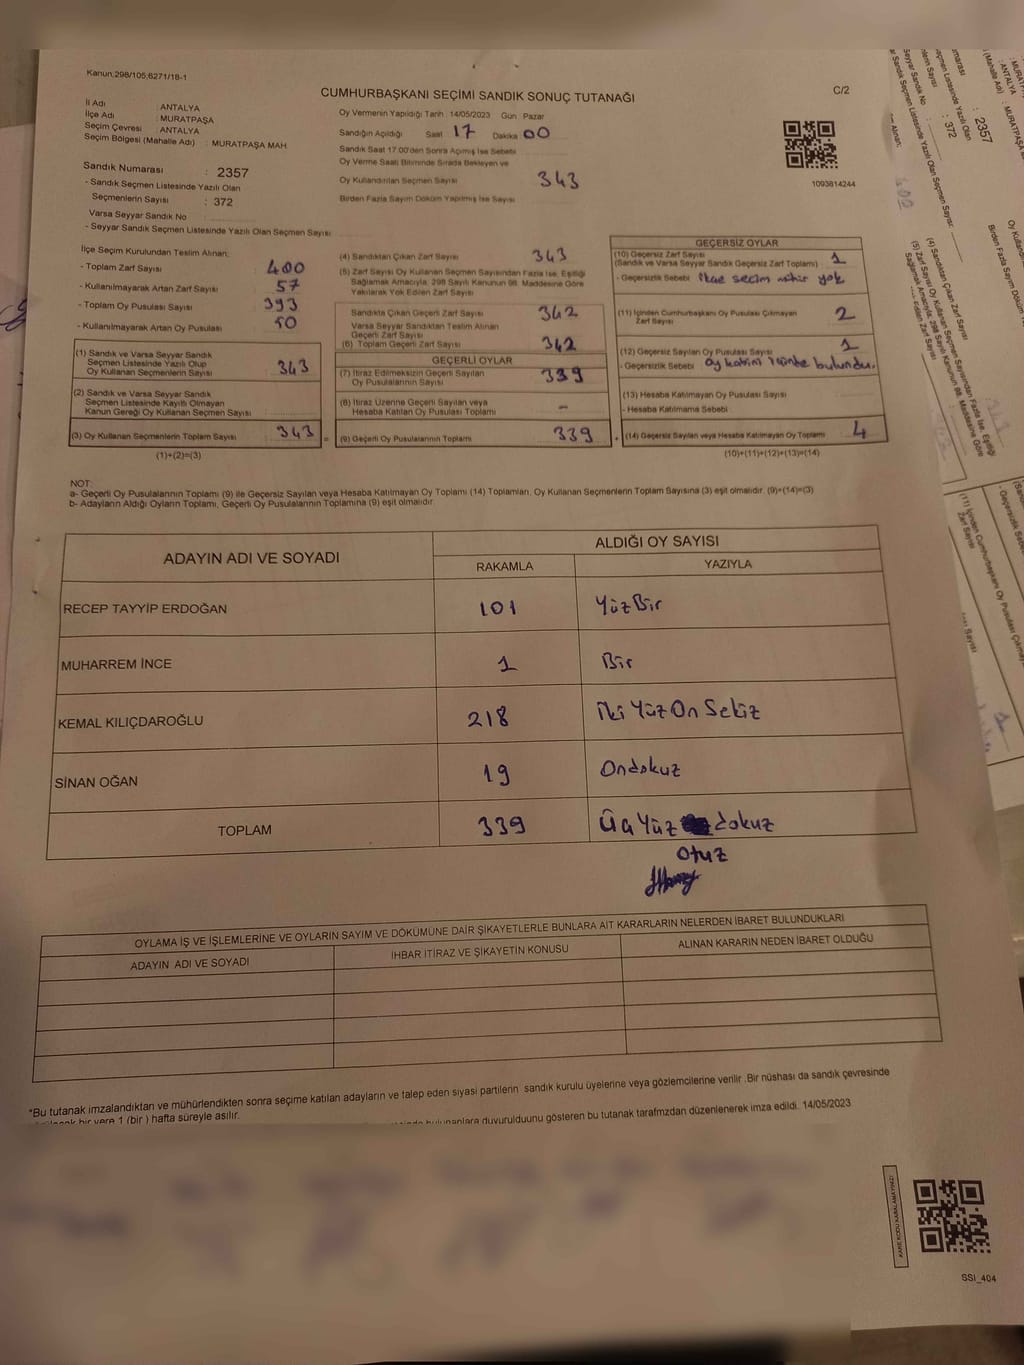 Kanun:298/105,6271/18-1
CUMHURBAŞKANI SEÇİMİ SANDIK SONUÇ TUTANAĞI
C/2
İl Adı : ANTALYA
İlçe Adı : MURATPAŞA
Seçim Çevresi : ANTALYA
Seçim Bölgesi (Mahalle Adı) : MURATPAŞA MAH
Sandık Numarası : 2357
- Sandık Seçmen Listesinde Yazılı Olan
Seçmenlerin Sayısı : 372
Varsa Seyyar Sandık No :
- Seyyar Sandık Seçmen Listesinde Yazılı Olan Seçmen Sayısı
Oy Vermenin Yapıldığı Tarih 14/05/2023 Gün Pazar
Sandığın Açıldığı Saat 17 Dakika 00
Sandık Saat 17.00'den Sonra Açılmış İse Sebebi
Oy Verme Saati Bitiminde Sırada Bekleyen ve
Oy Kullandırılan Seçmen Sayısı 343
Birden Fazla Sayım Döküm Yapılmış İse Sayısı
1093814244
İlçe Seçim Kurulundan Teslim Alınan:
- Toplam Zarf Sayısı 400
- Kullanılmayarak Artan Zarf Sayısı 57
- Toplam Oy Pusulası Sayısı 393
- Kullanılmayarak Artan Oy Pusulası 50
(1) Sandık ve Varsa Seyyar Sandık
Seçmen Listesinde Yazılı Olup
Oy Kullanan Seçmenlerin Sayısı 343
(2) Sandık ve Varsa Seyyar Sandık
Seçmen Listesinde Kayıtlı Olmayan
Kanun Gereği Oy Kullanan Seçmen Sayısı
(3) Oy Kullanan Seçmenlerin Toplam Sayısı 343
(1)+(2)=(3)
(4) Sandıktan Çıkan Zarf Sayısı 343
(5) Zarf Sayısı Oy Kullanan Seçmen Sayısından Fazla İse, Eşitliği
Sağlamak Amacıyla, 298 Sayılı Kanunun 98. Maddesine Göre
Yakılarak Yok Edilen Zarf Sayısı
Sandıkta Çıkan Geçerli Zarf Sayısı 342
Varsa Seyyar Sandıktan Teslim Alınan
Geçerli Zarf Sayısı
(6) Toplam Geçerli Zarf Sayısı 342
GEÇERLİ OYLAR
(7) İtiraz Edilmeksizin Geçerli Sayılan
Oy Pusulasının Sayısı 339
(8) İtiraz Üzerine Geçerli Sayılan veya
Hesaba Katılan Oy Pusulası Toplamı -
= (9) Geçerli Oy Pusulalarının Toplamı 339
GEÇERSİZ OYLAR
(10) Geçersiz Zarf Sayısı
(Sandık ve Varsa Seyyar Sandık Geçersiz Zarf Toplamı) 1
- Geçersizlik Sebebi İlçe seçim mühür yok
(11) İçinden Cumhurbaşkanı Oy Pusulası Çıkmayan
Zarf Sayısı 2
(12) Geçersiz Sayılan Oy Pusulası Sayısı 1
- Geçersizlik Sebebi bulundu.
(13) Hesaba Katılmayan Oy Pusulası Sayısı
- Hesaba Katılmama Sebebi
+ (14) Geçersiz Sayılan veya Hesaba Katılmayan Oy Toplamı 4
(10)+(11)+(12)+(13)=(14)
NOT:
a- Geçerli Oy Pusulalarının Toplamı (9) ile Geçersiz Sayılan veya Hesaba Katılmayan Oy Toplamı (14) Toplamları, Oy Kullanan Seçmenlerin Toplam Sayısına (3) eşit olmalıdır. (9)+(14)=(3)
b- Adayların Aldığı Oyların Toplamı, Geçerli Oy Pusulalarının Toplamına (9) eşit olmalıdır
ADAYIN ADI VE SOYADI
ALDIĞI OY SAYISI
RAKAMLA YAZIYLA
RECEP TAYYİP ERDOĞAN 101 YüzBir
MUHARREM İNCE 1 Bir
KEMAL KILIÇDAROĞLU 218 İki Yüz On Sekiz
SİNAN OĞAN 19 Ondokuz
TOPLAM 339 Üç Yüz dokuz
Otuz
OYLAMA İŞ VE İŞLEMLERİNE VE OYLARIN SAYIM VE DÖKÜMÜNE DAİR ŞİKAYETLERLE BUNLARA AİT KARARLARIN NELERDEN İBARET BULUNDUKLARI
ADAYIN ADI VE SOYADI
İHBAR İTİRAZ VE ŞİKAYETİN KONUSU
ALINAN KARARIN NEDEN İBARET OLDUĞU
*Bu tutanak imzalandıktan ve mühürlendikten sonra seçime katılan adayların ve talep eden siyasi partilerin sandık kurulu üyelerine veya gözlemcilerine verilir .Bir nüshası da sandık çevresinde
bir yere 1 (bir ) hafta süreyle asılır.
bulunanlara duyurulduunu gösteren bu tutanak tarafmzdan düzenlenerek imza edildi. 14/05/2023
KARE KODU KARALAMAYINIZ!
SSI_404